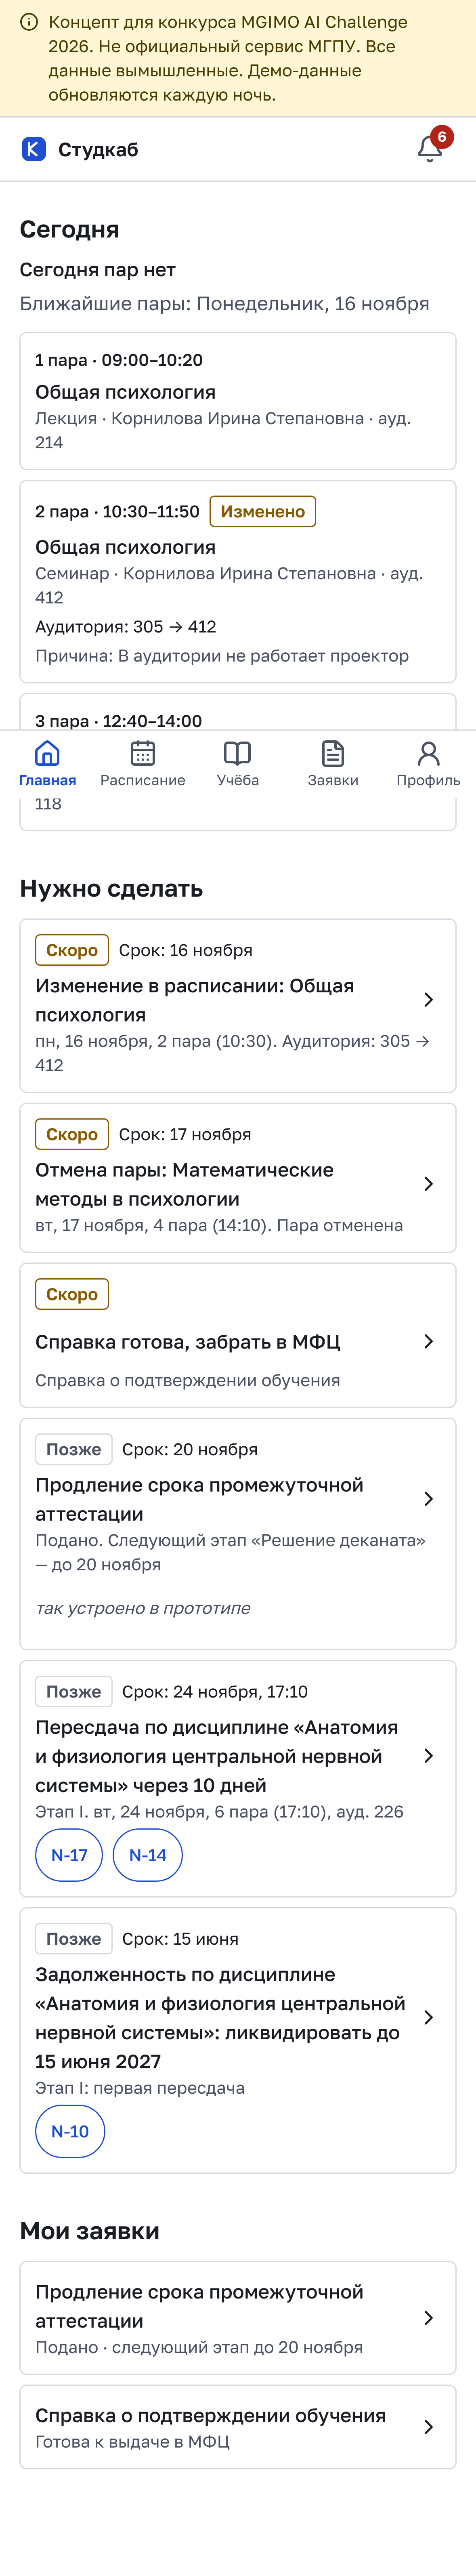 Концепт для конкурса MGIMO AI Challenge
2026. Не официальный сервис МГПУ. Все
данные вымышленные. Демо-данные
обновляются каждую ночь.
Студкаб
6
Сегодня
Сегодня пар нет
Ближайшие пары: Понедельник, 16 ноября
1 пара · 09:00–10:20
Общая психология
Лекция · Корнилова Ирина Степановна · ауд.
214
2 пара · 10:30–11:50 Изменено
Общая психология
Семинар · Корнилова Ирина Степановна · ауд.
412
Аудитория: 305 → 412
Причина: В аудитории не работает проектор
3 пара · 12:40–14:00
Главная Расписание Учёба Заявки Профиль
118
Нужно сделать
Скоро Срок: 16 ноября
Изменение в расписании: Общая
психология
пн, 16 ноября, 2 пара (10:30). Аудитория: 305 →
412
Скоро Срок: 17 ноября
Отмена пары: Математические
методы в психологии
вт, 17 ноября, 4 пара (14:10). Пара отменена
Скоро
Справка готова, забрать в МФЦ
Справка о подтверждении обучения
Позже Срок: 20 ноября
Продление срока промежуточной
аттестации
Подано. Следующий этап «Решение деканата»
— до 20 ноября
так устроено в прототипе
Позже Срок: 24 ноября, 17:10
Пересдача по дисциплине «Анатомия
и физиология центральной нервной
системы» через 10 дней
Этап I. вт, 24 ноября, 6 пара (17:10), ауд. 226
N-17 N-14
Позже Срок: 15 июня
Задолженность по дисциплине
«Анатомия и физиология центральной
нервной системы»: ликвидировать до
15 июня 2027
Этап I: первая пересдача
N-10
Мои заявки
Продление срока промежуточной
аттестации
Подано · следующий этап до 20 ноября
Справка о подтверждении обучения
Готова к выдаче в МФЦ